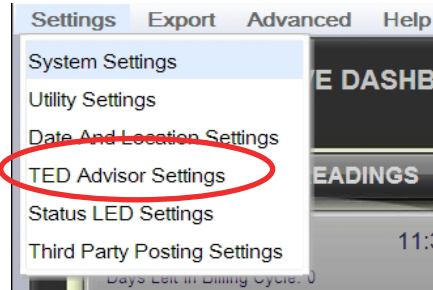 Settings Export Advanced Help
System Settings
E DASHB
Utility Settings
Date And Location Settings
TED Advisor Settings
EADINGS
Status LED Settings
11:3
Third Party Posting Settings
Days Left In Billing Cycle: 0